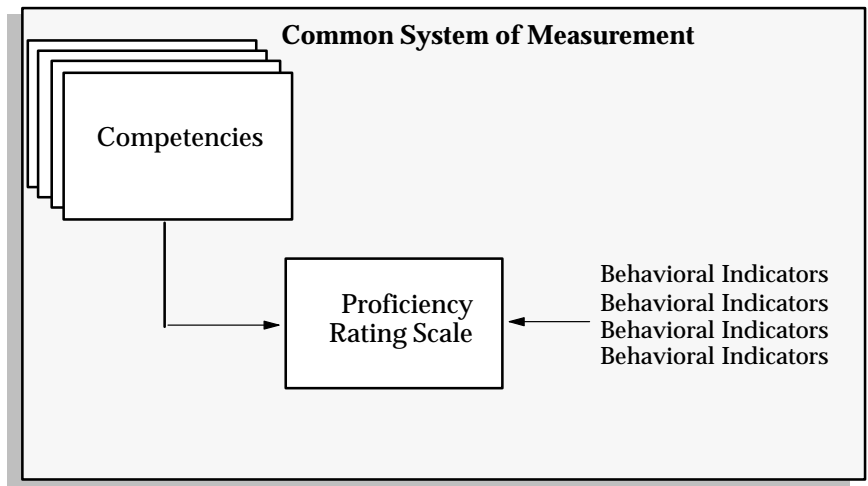 Common System of Measurement
Competencies
Proficiency
Rating Scale
Behavioral Indicators
Behavioral Indicators
Behavioral Indicators
Behavioral Indicators